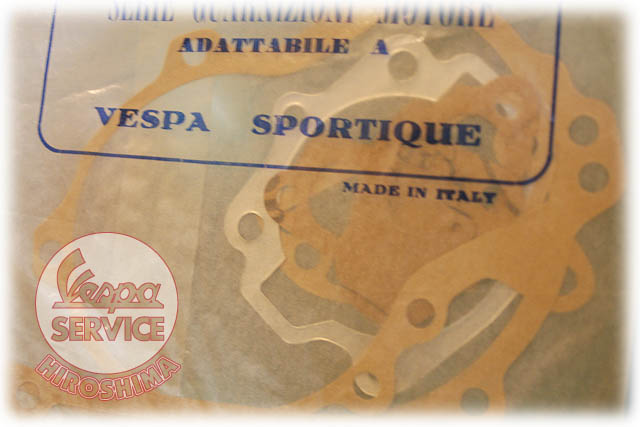 SERIE GUARNIZIONI MOTORE
ADATTABILE A
VESPA SPORTIQUE
MADE IN ITALY
Vespa
SERVICE
HIROSHIMA